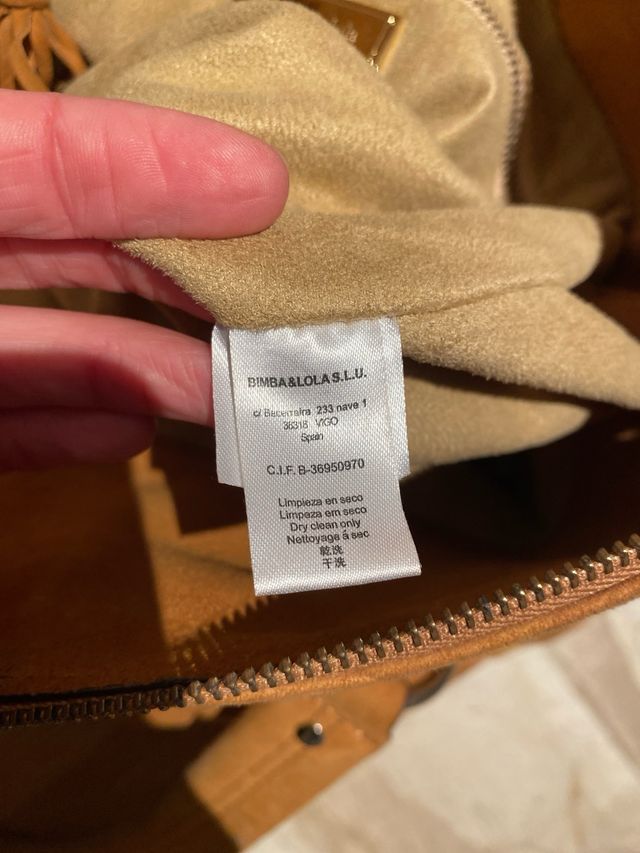 BIMBA&LOLA S.L.U.
c/ Becerraira 233 nave 1
36318 VIGO
Spain
C.I.F. B-36950970
Limpieza en seco
Limpeza em seco
Dry clean only
Nettoyage á sec
乾洗
干洗